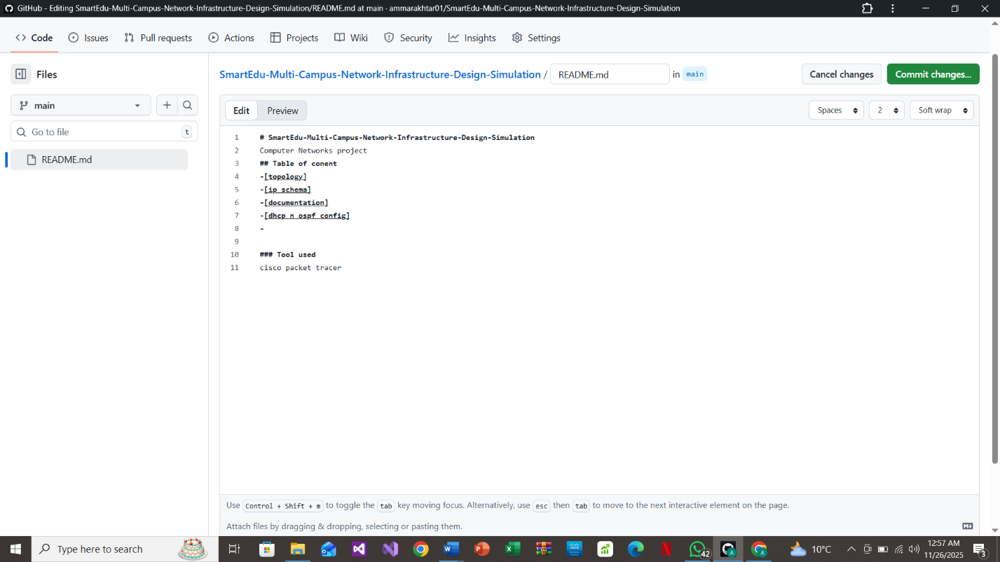 GitHub - Editing SmartEdu-Multi-Campus-Network-Infrastructure-Design-Simulation/README.md at main · ammarakhtar01/SmartEdu-Multi-Campus-Network-Infrastructure-Design-Simulation
Code Issues Pull requests Actions Projects Wiki Security Insights Settings
Files
SmartEdu-Multi-Campus-Network-Infrastructure-Design-Simulation / README.md in main Cancel changes Commit changes...
main
Edit Preview Spaces 2 Soft wrap
Go to file t
README.md
1 # SmartEdu-Multi-Campus-Network-Infrastructure-Design-Simulation
2 Computer Networks project
3 ## Table of conent
4 -[topology]
5 -[ip schema]
6 -[documentation]
7 -[dhcp n ospf config]
8 -
9
10 ### Tool used
11 cisco packet tracer
Use Control + Shift + m to toggle the tab key moving focus. Alternatively, use esc then tab to move to the next interactive element on the page.
Attach files by dragging & dropping, selecting or pasting them.
Type here to search
42
10°C
12:57 AM
11/26/2025
3